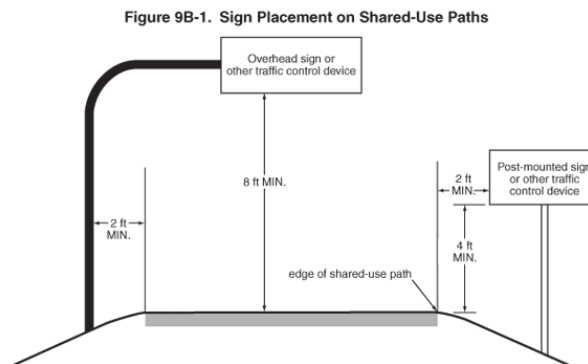 Figure 9B-1. Sign Placement on Shared-Use Paths
Overhead sign or
other traffic control device
8 ft MIN.
2 ft
MIN.
2 ft
MIN.
Post-mounted sign
or other traffic
control device
4 ft
MIN.
edge of shared-use path